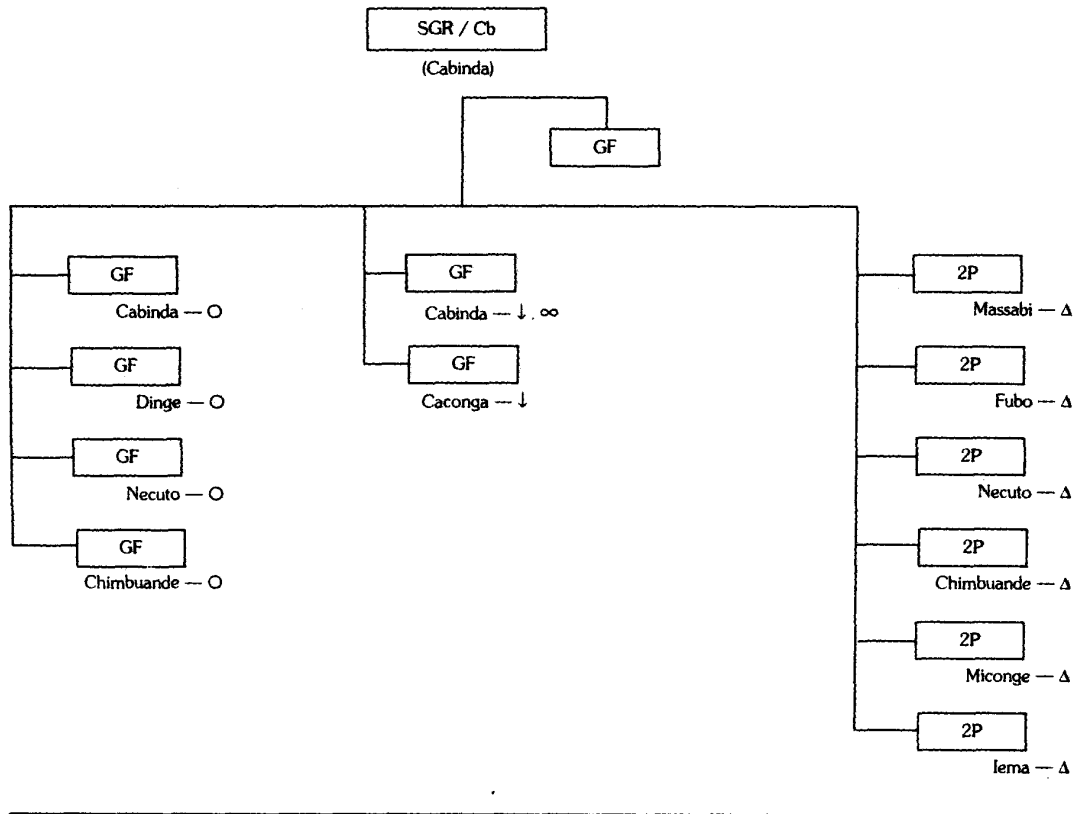 SGR / Cb
(Cabinda)
GF
GF
Cabinda — O
GF
Dinge — O
GF
Necuto — O
GF
Chimbuande — O
GF
Cabinda — ↓ . ∞
GF
Caconga — ↓
2P
Massabi — Δ
2P
Fubo — Δ
2P
Necuto — Δ
2P
Chimbuande — Δ
2P
Miconge — Δ
2P
Iema — Δ